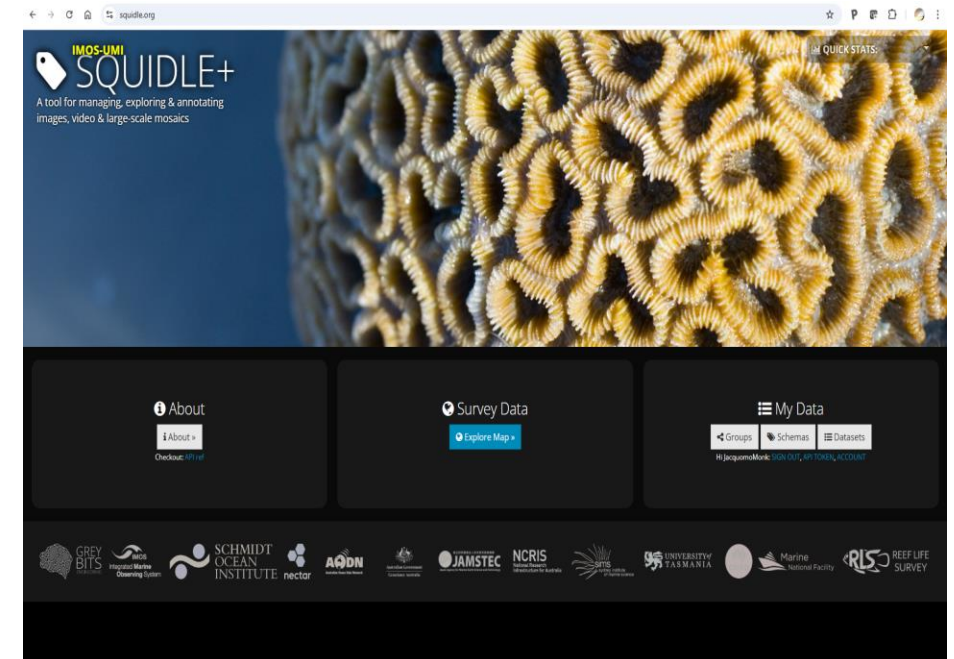 squidle.org
IMOS-UMI
SQUIDLE+
A tool for managing, exploring & annotating
images, video & large-scale mosaics
QUICK STATS:
About
About »
Checkout: API ref
Survey Data
Explore Map »
My Data
Groups
Schemas
Datasets
Hi JacquomoMonk: SIGN OUT, API TOKEN, ACCOUNT
GREY
BITS
IMOS
Integrated Marine
Observing System
SCHMIDT
OCEAN
INSTITUTE
nectar
AODN
Australian Government
JAMSTEC
NCRIS
National Research
Infrastructure for Australia
sims
UNIVERSITY of
TASMANIA
Marine
National Facility
RLS
REEF LIFE
SURVEY